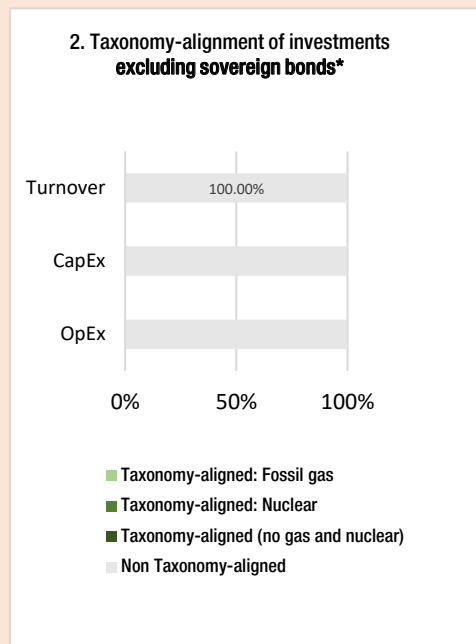 2. Taxonomy-alignment of investments
excluding sovereign bonds*
Turnover
100.00%
CapEx
OpEx
0%
50%
100%
Taxonomy-aligned: Fossil gas
Taxonomy-aligned: Nuclear
Taxonomy-aligned (no gas and nuclear)
Non Taxonomy-aligned